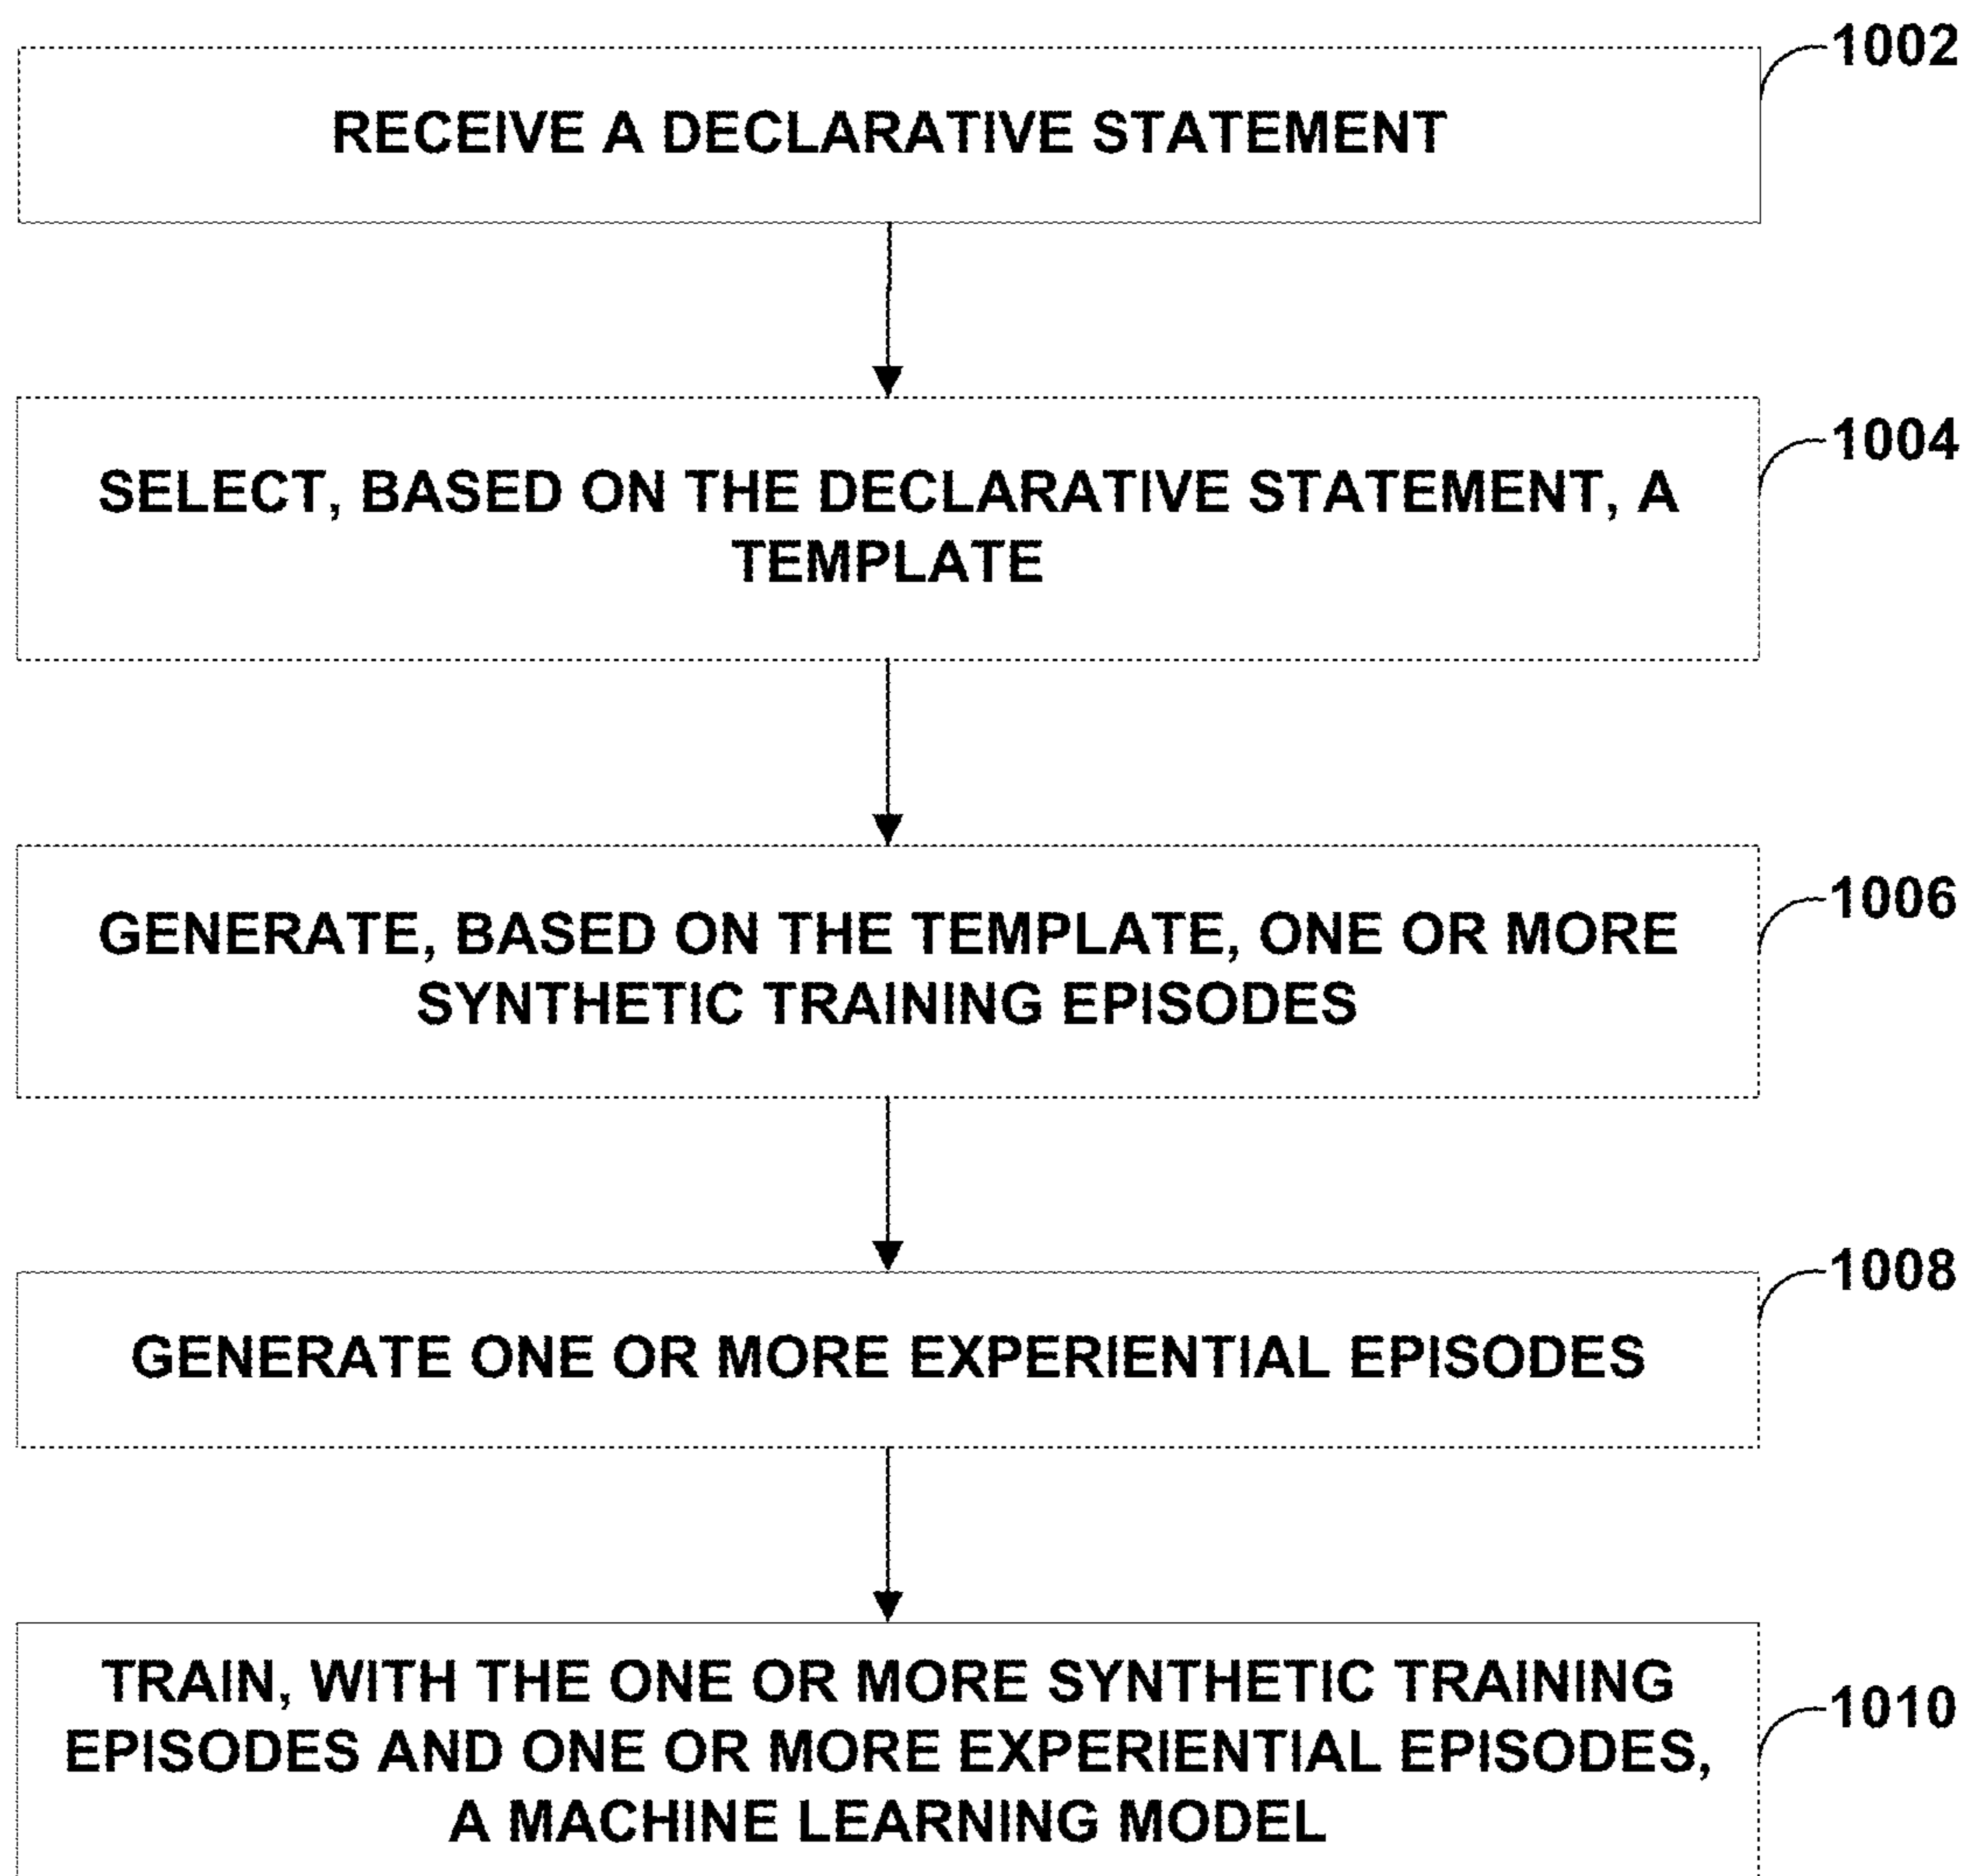 1002
RECEIVE A DECLARATIVE STATEMENT
1004
SELECT, BASED ON THE DECLARATIVE STATEMENT, A
TEMPLATE
1006
GENERATE, BASED ON THE TEMPLATE, ONE OR MORE
SYNTHETIC TRAINING EPISODES
1008
GENERATE ONE OR MORE EXPERIENTIAL EPISODES
TRAIN, WITH THE ONE OR MORE SYNTHETIC TRAINING
1010
EPISODES AND ONE OR MORE EXPERIENTIAL EPISODES,
A MACHINE LEARNING MODEL